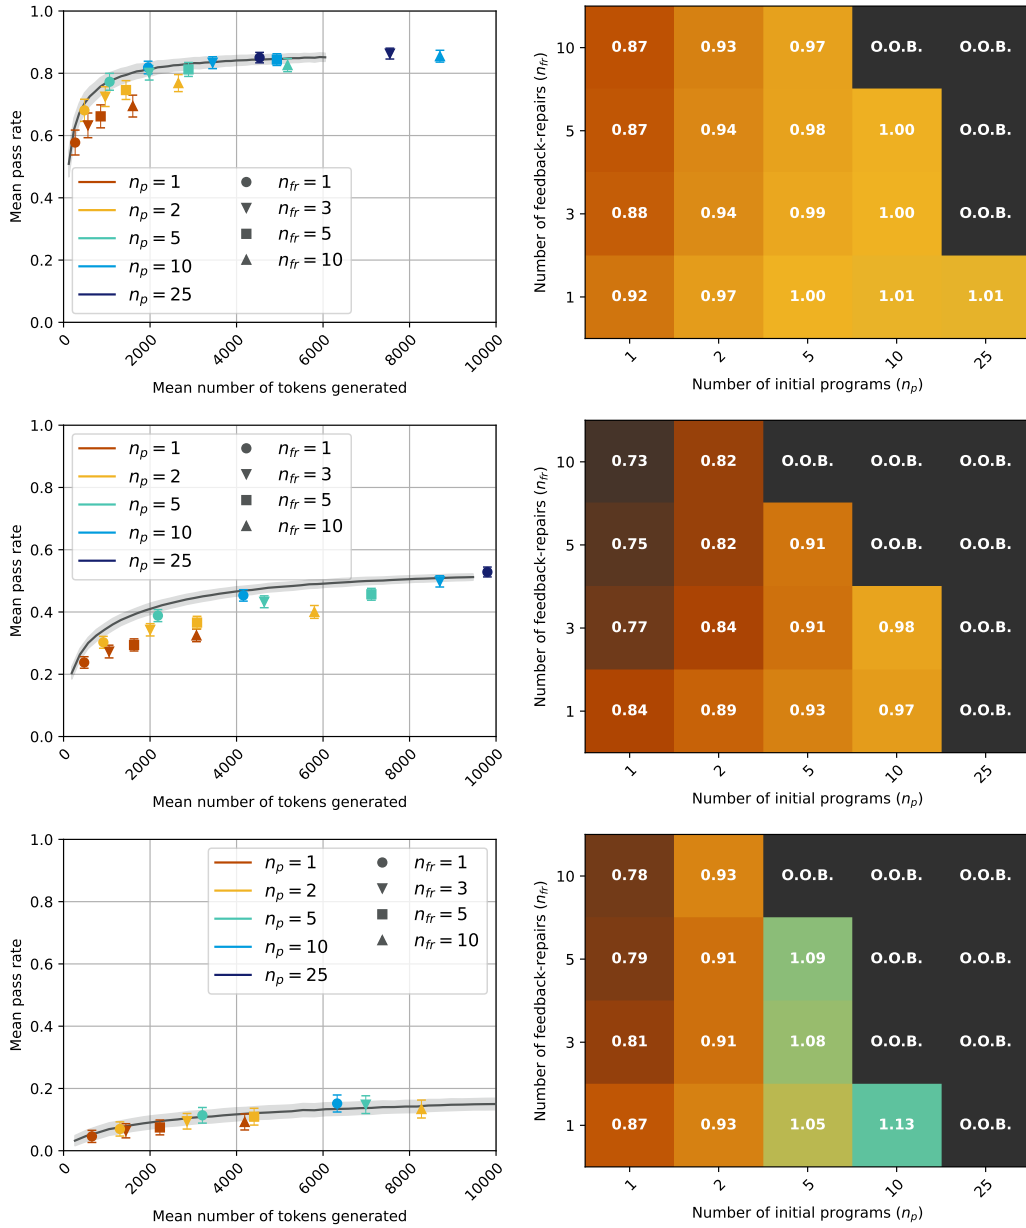 1.0
0.8
0.6
0.4
0.2
0.0
Mean pass rate
n_p = 1
n_p = 2
n_p = 5
n_p = 10
n_p = 25
n_fr = 1
n_fr = 3
n_fr = 5
n_fr = 10
0 2000 4000 6000 8000 10000
Mean number of tokens generated
Number of feedback-repairs (n_fr)
10 0.87 0.93 0.97 O.O.B. O.O.B.
5 0.87 0.94 0.98 1.00 O.O.B.
3 0.88 0.94 0.99 1.00 O.O.B.
1 0.92 0.97 1.00 1.01 1.01
1 2 5 10 25
Number of initial programs (n_p)
1.0
0.8
0.6
0.4
0.2
0.0
Mean pass rate
n_p = 1
n_p = 2
n_p = 5
n_p = 10
n_p = 25
n_fr = 1
n_fr = 3
n_fr = 5
n_fr = 10
0 2000 4000 6000 8000 10000
Mean number of tokens generated
Number of feedback-repairs (n_fr)
10 0.73 0.82 O.O.B. O.O.B. O.O.B.
5 0.75 0.82 0.91 O.O.B. O.O.B.
3 0.77 0.84 0.91 0.98 O.O.B.
1 0.84 0.89 0.93 0.97 O.O.B.
1 2 5 10 25
Number of initial programs (n_p)
1.0
0.8
0.6
0.4
0.2
0.0
Mean pass rate
n_p = 1
n_p = 2
n_p = 5
n_p = 10
n_p = 25
n_fr = 1
n_fr = 3
n_fr = 5
n_fr = 10
0 2000 4000 6000 8000 10000
Mean number of tokens generated
Number of feedback-repairs (n_fr)
10 0.78 0.93 O.O.B. O.O.B. O.O.B.
5 0.79 0.91 1.09 O.O.B. O.O.B.
3 0.81 0.91 1.08 O.O.B. O.O.B.
1 0.87 0.93 1.05 1.13 O.O.B.
1 2 5 10 25
Number of initial programs (n_p)